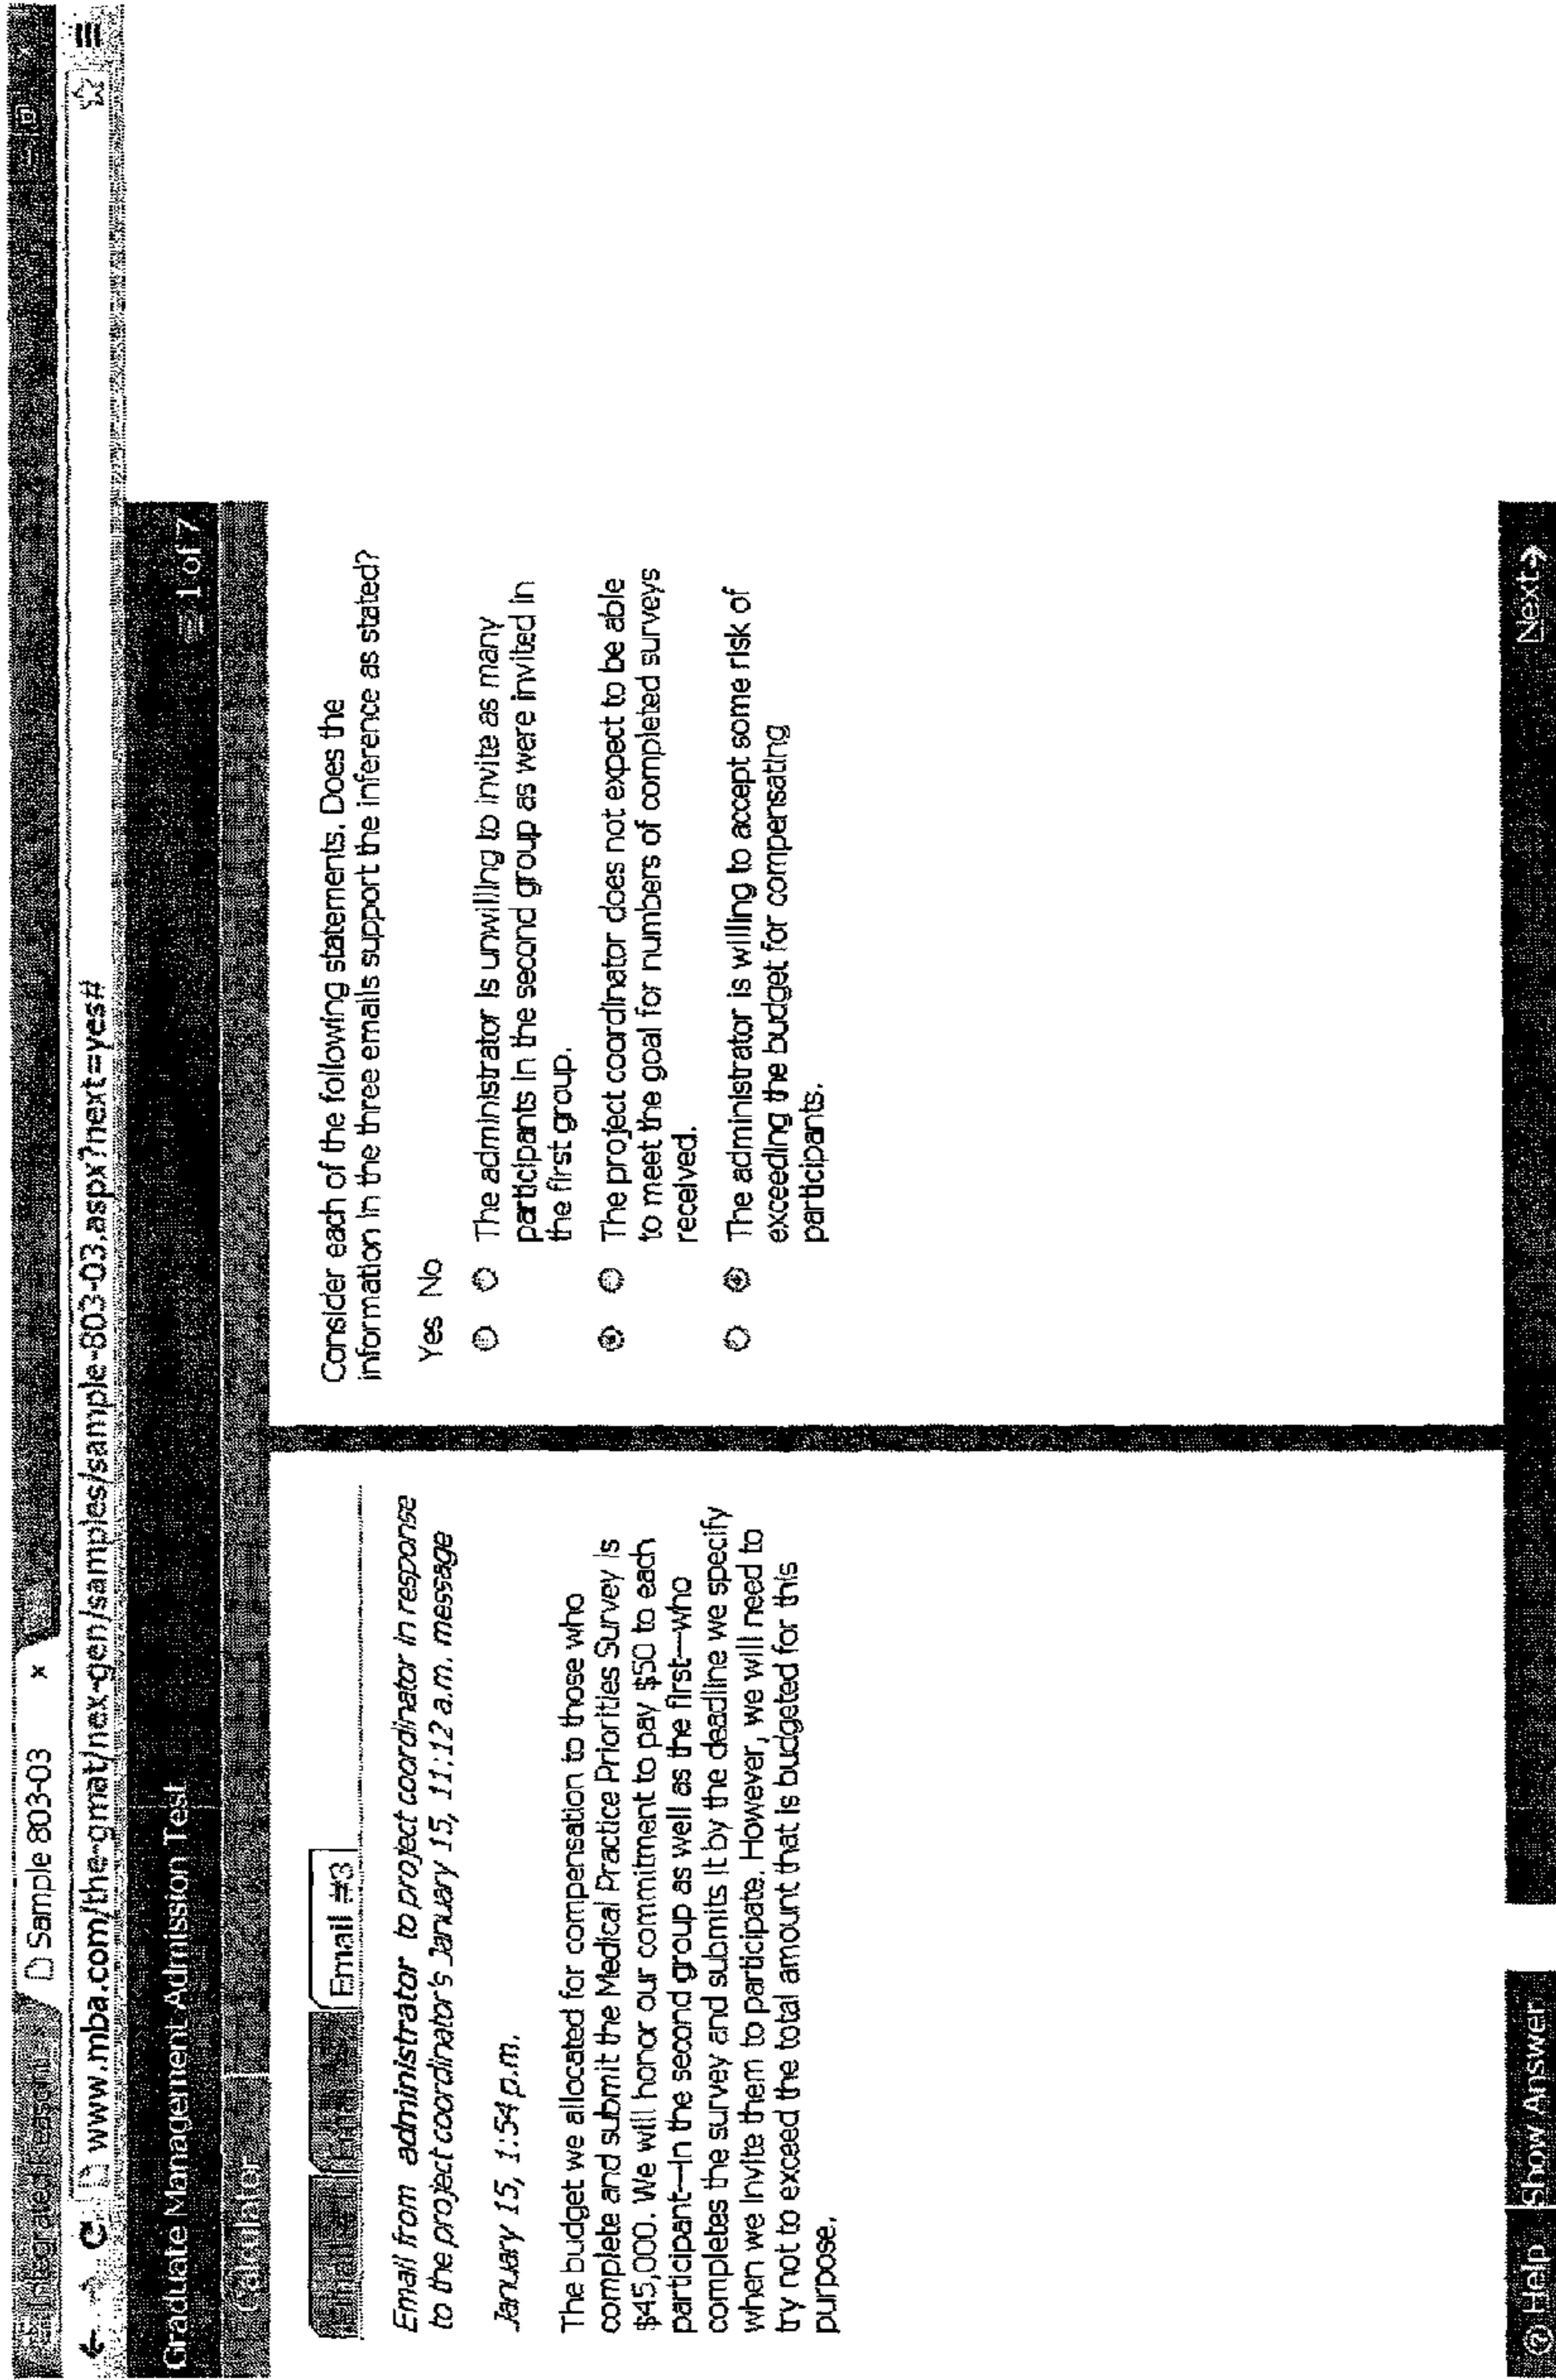 Sample 803-03 ×
www.mba.com/the-gmat/nex-gen/samples/sample-803-03.aspx?next=yes#
Graduate Management Admission Test
1 of 7
Calculator
Email #3
Email from administrator to project coordinator in response
to the project coordinator's January 15, 11:12 a.m. message
January 15, 1:54 p.m.
The budget we allocated for compensation to those who
complete and submit the Medical Practice Priorities Survey is
$45,000. We will honor our commitment to pay $50 to each
participant—in the second group as well as the first—who
completes the survey and submits it by the deadline we specify
when we invite them to participate. However, we will need to
try not to exceed the total amount that is budgeted for this
purpose.
Consider each of the following statements. Does the
information in the three emails support the inference as stated?
Yes No
The administrator is unwilling to invite as many
participants in the second group as were invited in
the first group.
The project coordinator does not expect to be able
to meet the goal for numbers of completed surveys
received.
The administrator is willing to accept some risk of
exceeding the budget for compensating
participants.
Help Show Answer
Next→